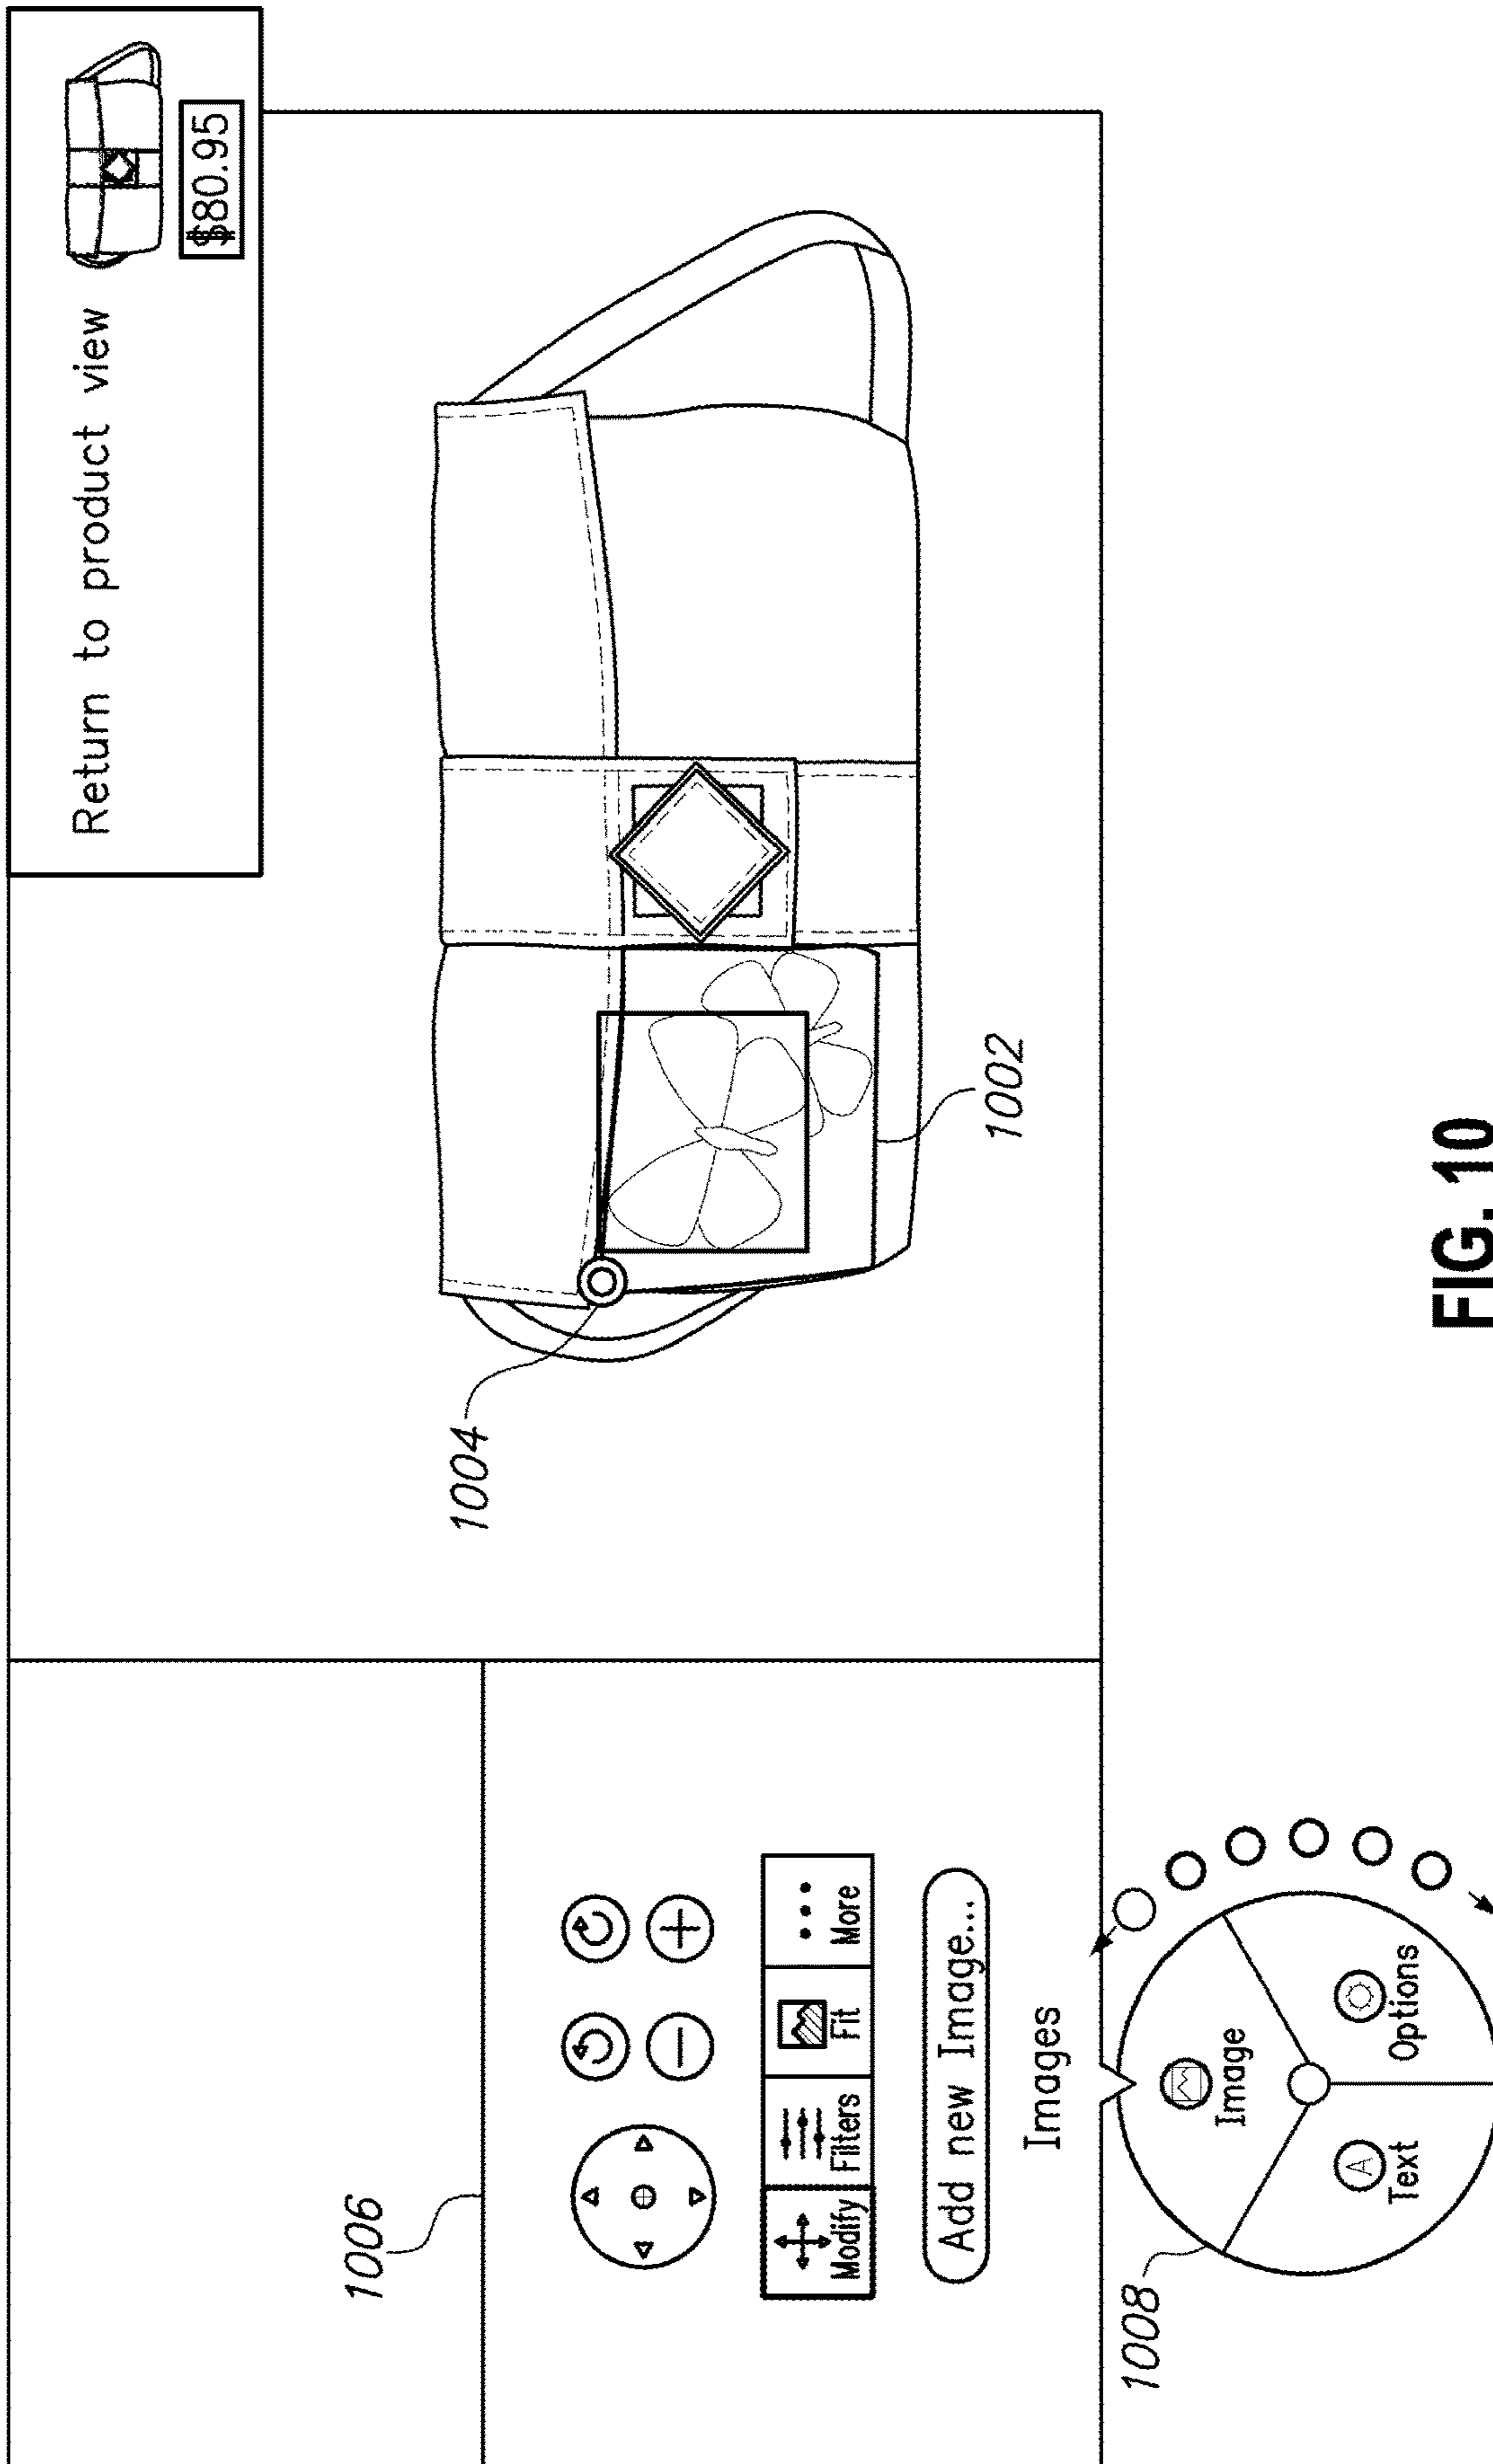 Return to product view
$80.95
1004
1002
1006
Modify
Filters
Fit
More
Add new Image...
Images
1008
Image
A
Text
Options
FIG. 10